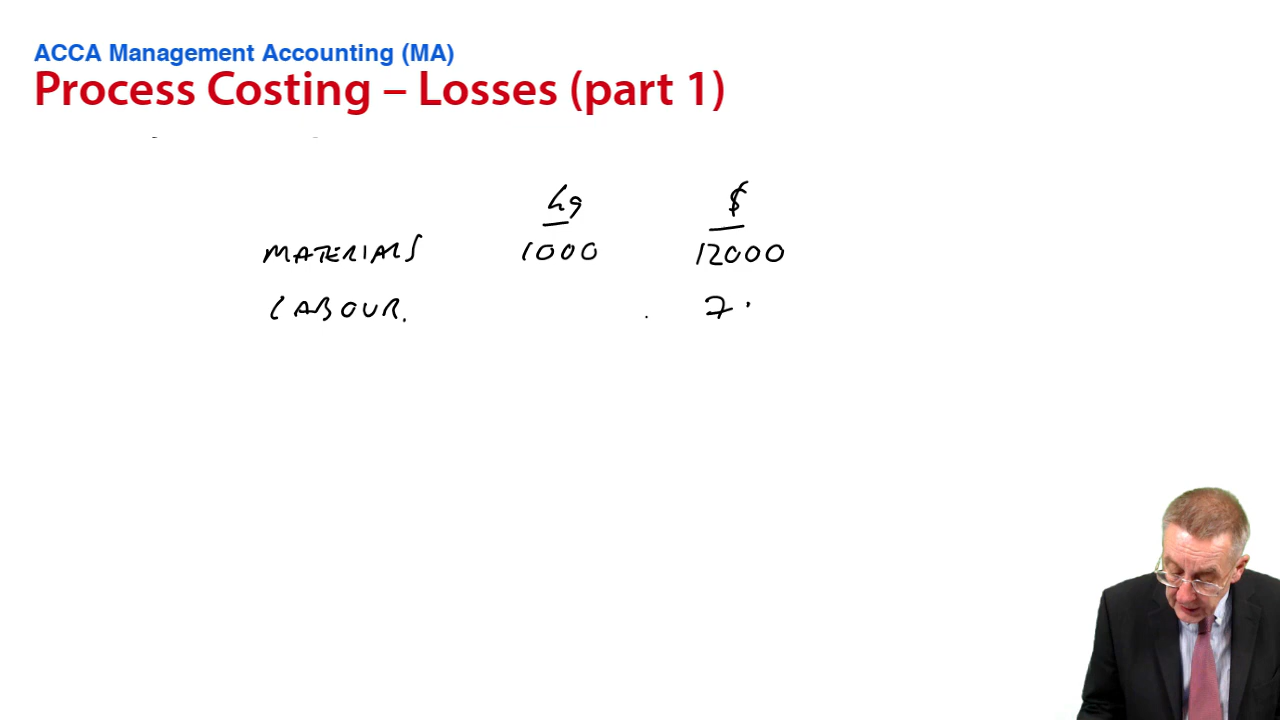 ACCA Management Accounting (MA)
Process Costing – Losses (part 1)
kg $
MATERIALS 1000 12000
LABOUR. 7